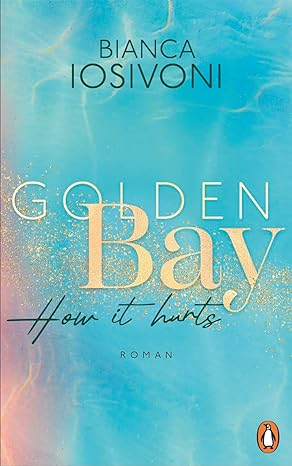 BIANCA
IOSIVONI
GOLDEN
Bay
How it hurts
ROMAN